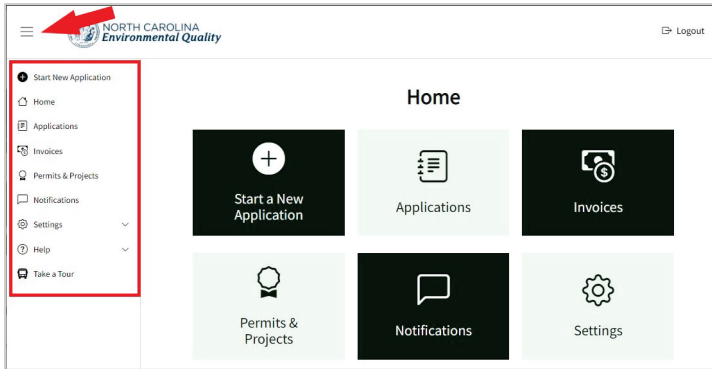 NORTH CAROLINA
Environmental Quality
Logout
Start New Application
Home
Applications
Invoices
Permits & Projects
Notifications
Settings
Help
Take a Tour
Home
Start a New
Application
Applications
Invoices
Permits &
Projects
Notifications
Settings